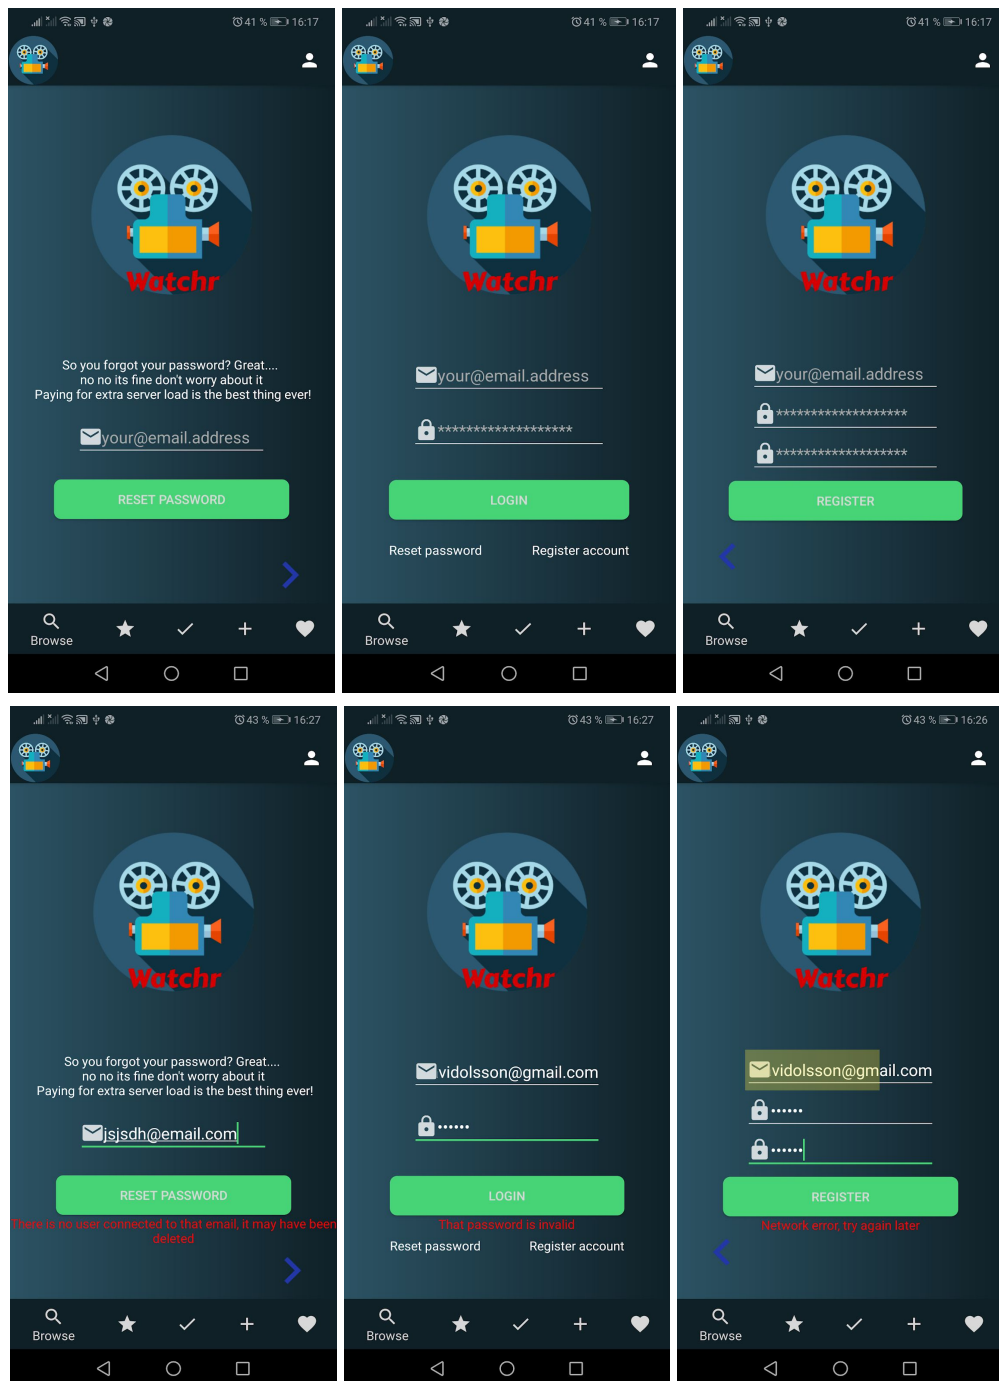 41 % 16:17
Watchr
So you forgot your password? Great....
no no its fine don't worry about it
Paying for extra server load is the best thing ever!
your@email.address
RESET PASSWORD
Browse
41 % 16:17
Watchr
your@email.address
*******************
LOGIN
Reset password Register account
Browse
41 % 16:17
Watchr
your@email.address
*******************
*******************
REGISTER
Browse
43 % 16:27
Watchr
So you forgot your password? Great....
no no its fine don't worry about it
Paying for extra server load is the best thing ever!
jsjsdh@email.com
RESET PASSWORD
There is no user connected to that email, it may have been
deleted
Browse
43 % 16:27
Watchr
vidolsson@gmail.com
••••••
LOGIN
That password is invalid
Reset password Register account
Browse
43 % 16:26
Watchr
vidolsson@gmail.com
••••••
••••••
REGISTER
Network error, try again later
Browse